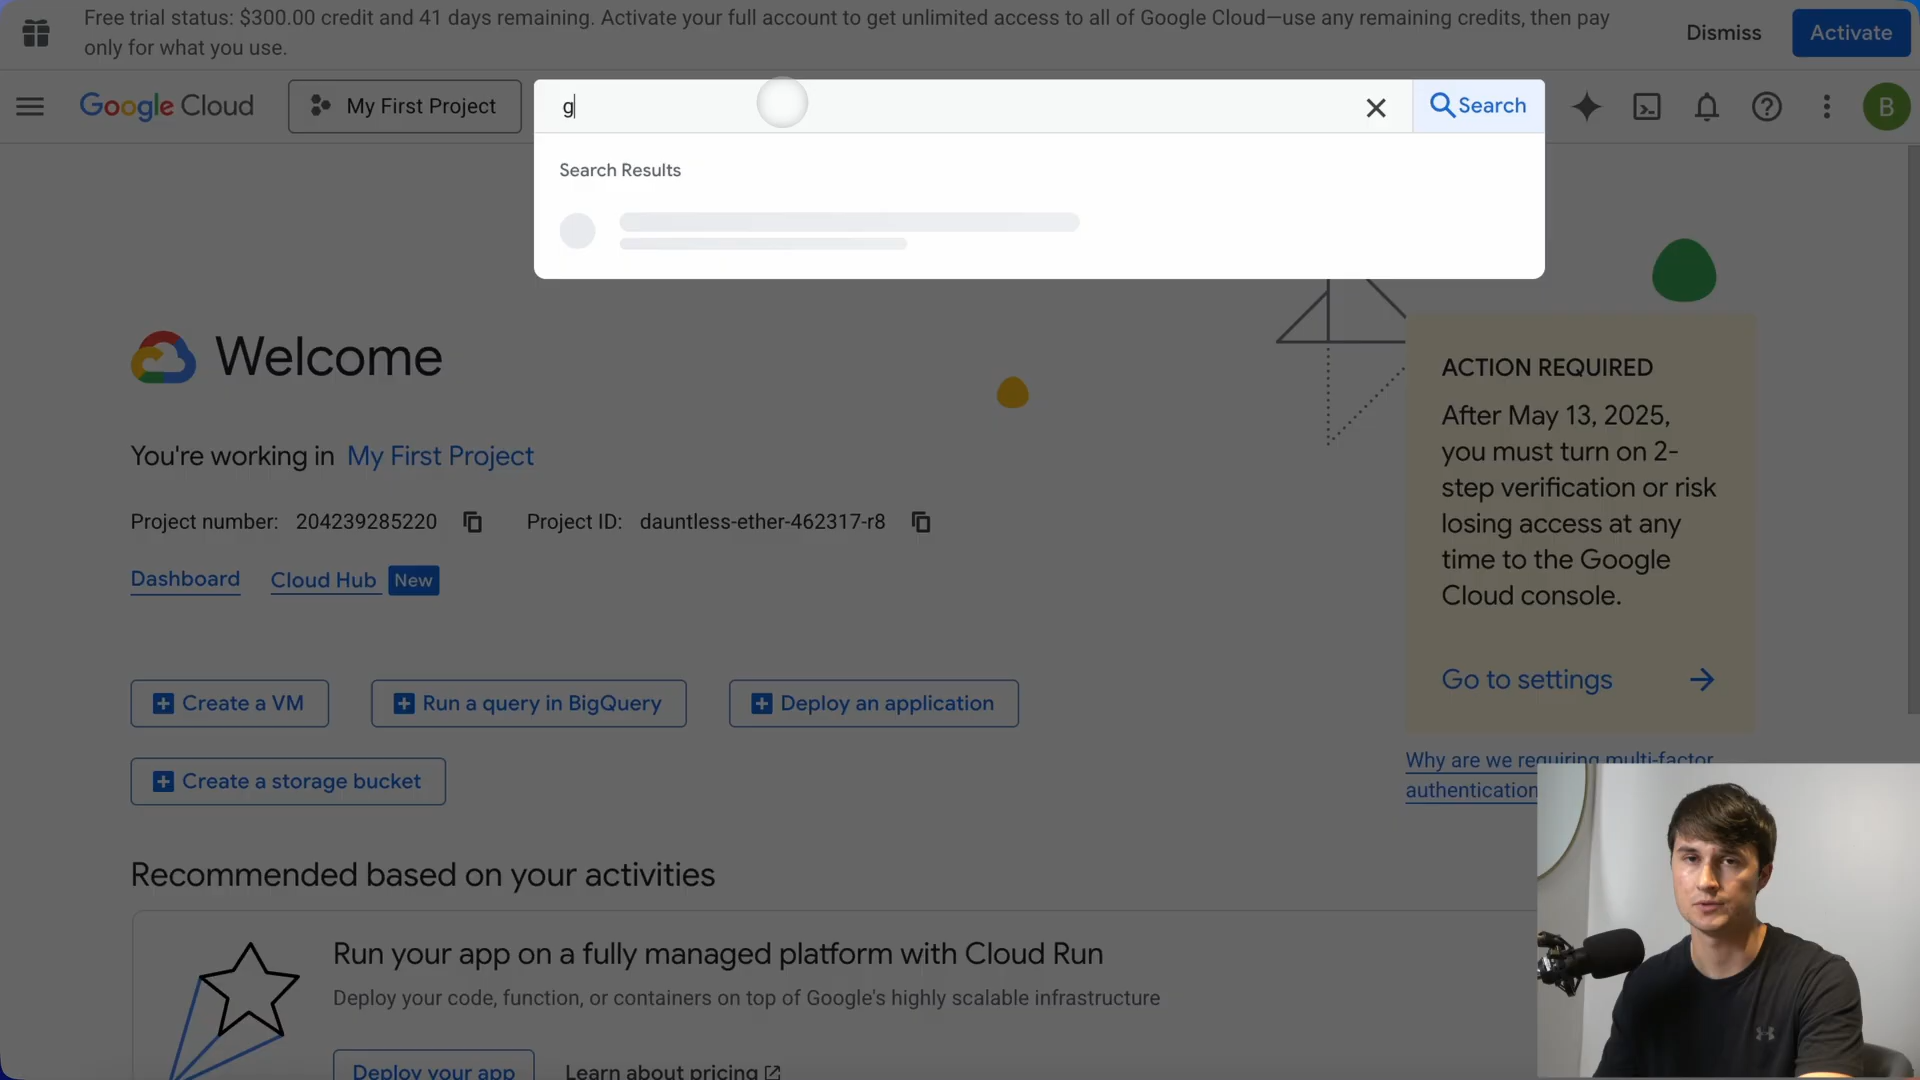 Free trial status: $300.00 credit and 41 days remaining. Activate your full account to get unlimited access to all of Google Cloud—use any remaining credits, then pay
only for what you use.
Dismiss
Activate
Google Cloud
My First Project
g
Search
B
Search Results
Welcome
You're working in My First Project
Project number: 204239285220
Project ID: dauntless-ether-462317-r8
Dashboard
Cloud Hub New
Create a VM
Run a query in BigQuery
Deploy an application
Create a storage bucket
ACTION REQUIRED
After May 13, 2025,
you must turn on 2-
step verification or risk
losing access at any
time to the Google
Cloud console.
Go to settings
Why are we requiring multi-factor
authentication
Recommended based on your activities
Run your app on a fully managed platform with Cloud Run
Deploy your code, function, or containers on top of Google's highly scalable infrastructure
Deploy your app
Learn about pricing